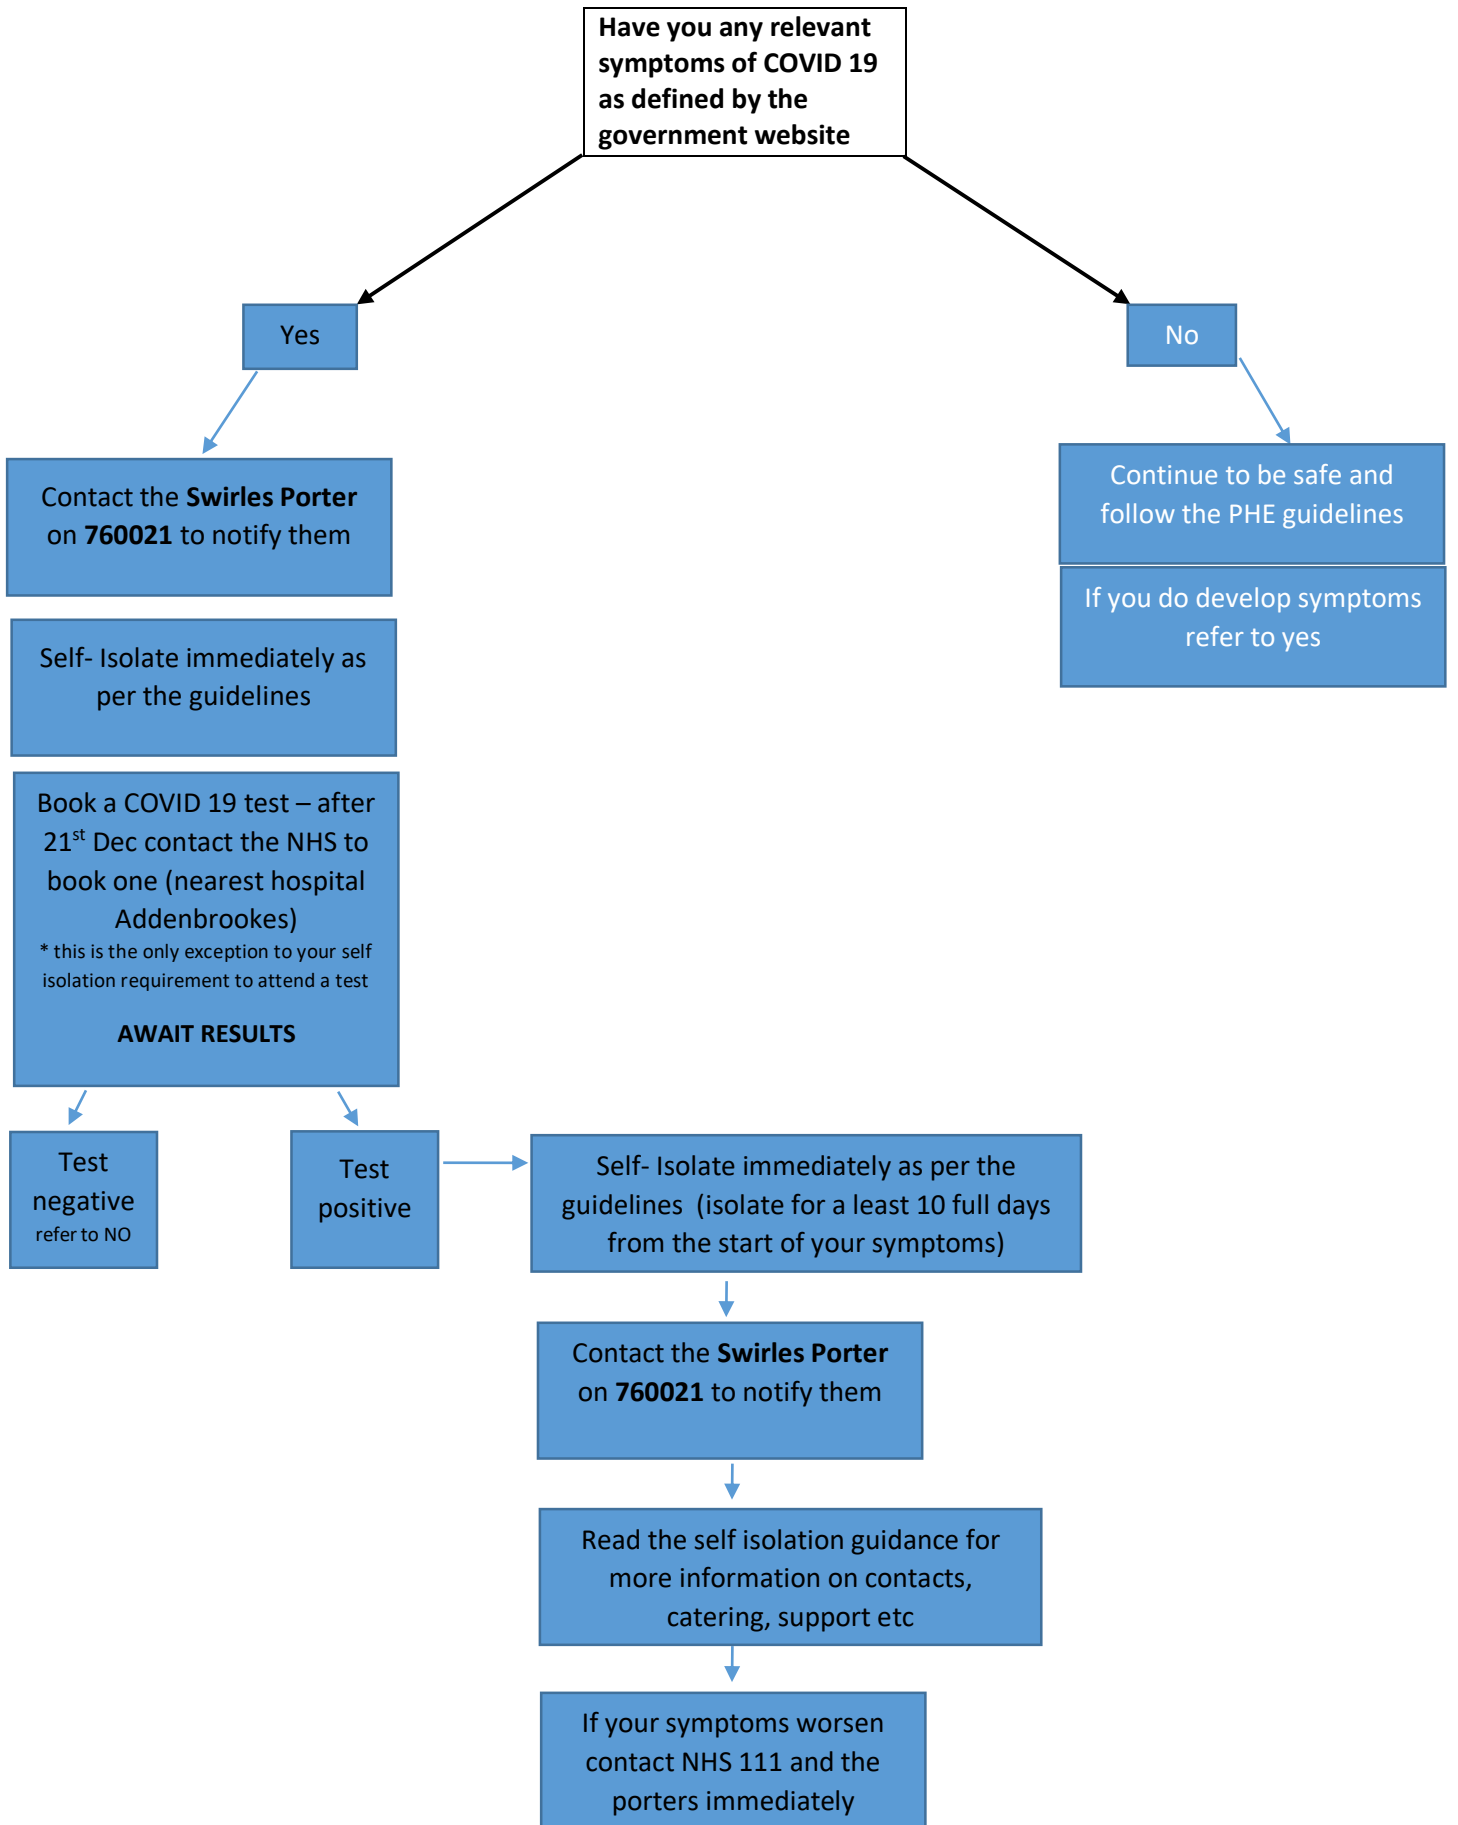 Have you any relevant
symptoms of COVID 19
as defined by the
government website
Yes
No
Contact the Swirles Porter
on 760021 to notify them
Continue to be safe and
follow the PHE guidelines
If you do develop symptoms
refer to yes
Self- Isolate immediately as
per the guidelines
Book a COVID 19 test – after
21st Dec contact the NHS to
book one (nearest hospital
Addenbrookes)
* this is the only exception to your self
isolation requirement to attend a test
AWAIT RESULTS
Test
negative
refer to NO
Test
positive
Self- Isolate immediately as per the
guidelines (isolate for a least 10 full days
from the start of your symptoms)
Contact the Swirles Porter
on 760021 to notify them
Read the self isolation guidance for
more information on contacts,
catering, support etc
If your symptoms worsen
contact NHS 111 and the
porters immediately